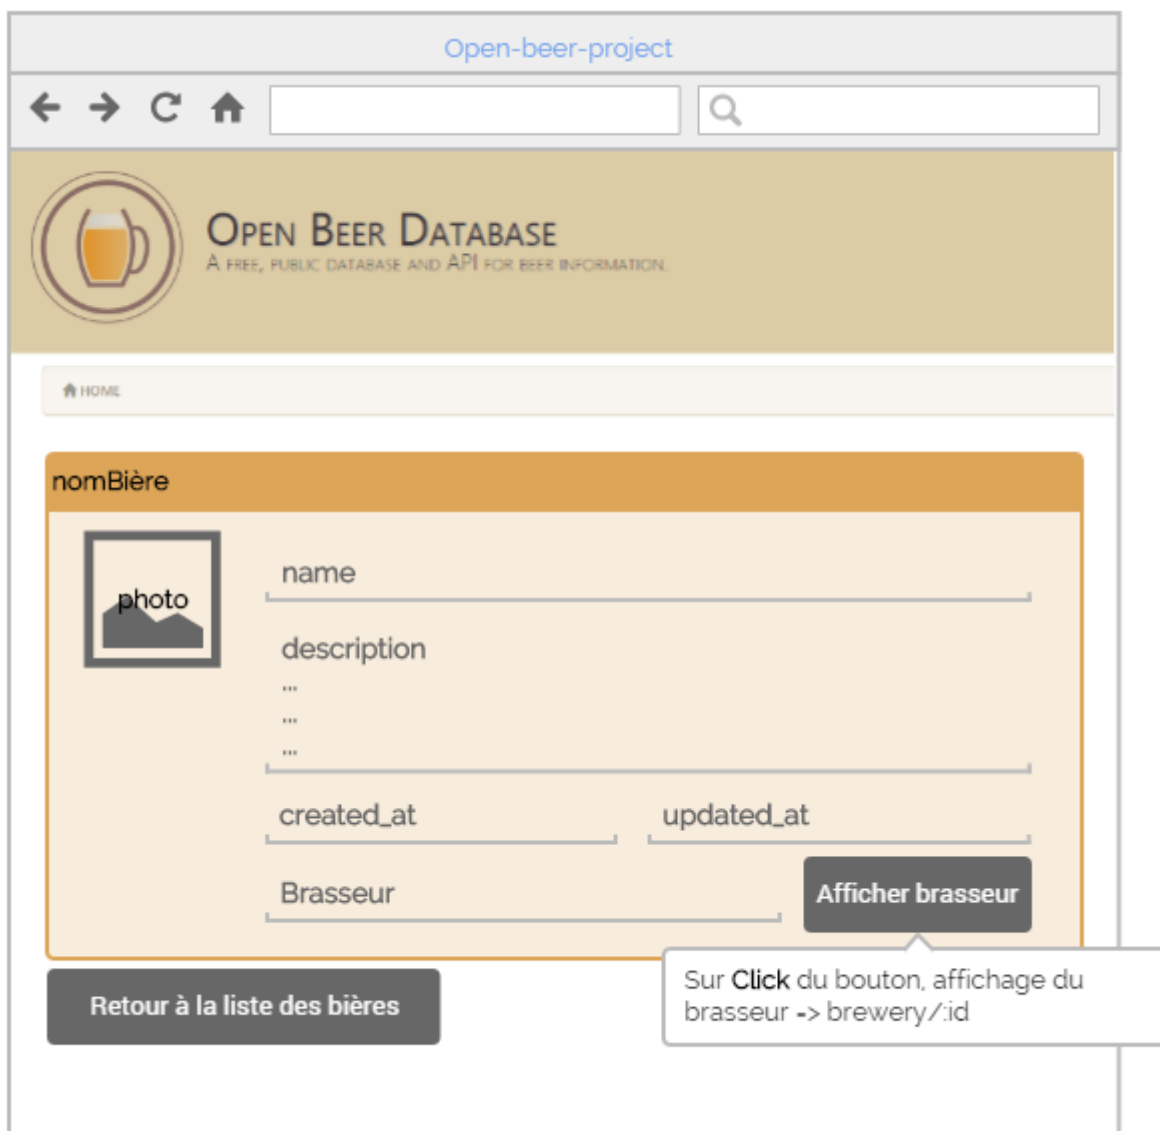 Open-beer-project
OPEN BEER DATABASE
A FREE, PUBLIC DATABASE AND API FOR BEER INFORMATION.
HOME
nomBière
photo
name
description
...
...
...
created_at
updated_at
Brasseur
Afficher brasseur
Sur Click du bouton, affichage du
brasseur => brewery/:id
Retour à la liste des bières